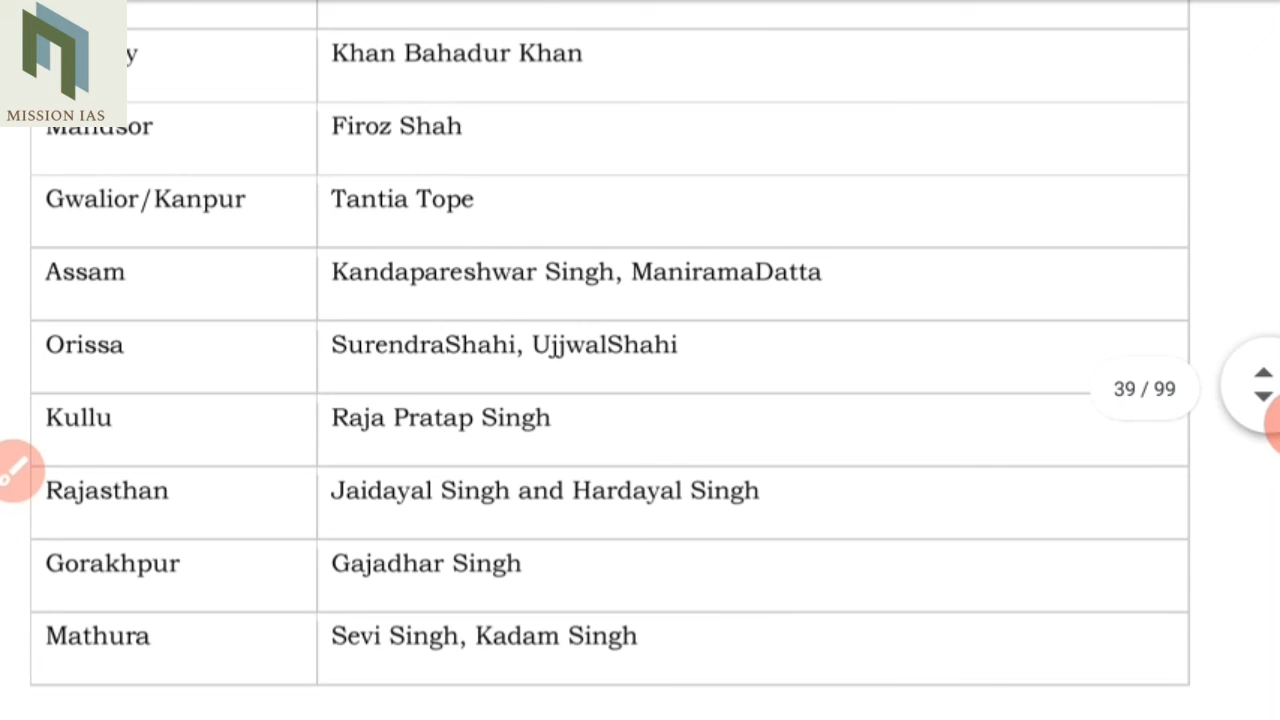 MISSION IAS
y Khan Bahadur Khan
Mandsor Firoz Shah
Gwalior/Kanpur Tantia Tope
Assam Kandapareshwar Singh, ManiramaDatta
Orissa SurendraShahi, UjjwalShahi
39 / 99
Kullu Raja Pratap Singh
Rajasthan Jaidayal Singh and Hardayal Singh
Gorakhpur Gajadhar Singh
Mathura Sevi Singh, Kadam Singh